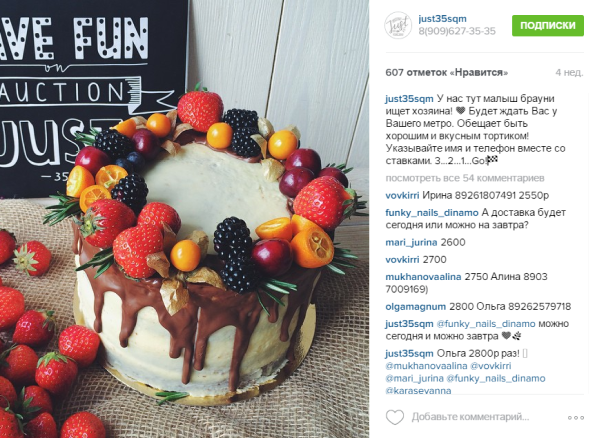 AVE FUN
on
AUCTION
JUST
—35
just35sqm
8(909)627-35-35
ПОДПИСКИ
607 отметок «Нравится»
4 нед.
just35sqm У нас тут малыш брауни
ищет хозяина! Будет ждать Вас у
Вашего метро. Обещает быть
хорошим и вкусным тортиком!
Указывайте имя и телефон вместе со
ставками. 3...2...1...Go!
посмотреть все 54 комментариев
vovkirri Ирина 89261807491 2550р
funky_nails_dinamo А доставка будет
сегодня или можно на завтра?
mari_jurina 2600
vovkirri 2700
mukhanovaalina 2750 Алина 8903
7009169)
olgamagnum 2800 Ольга 89262579718
just35sqm @funky_nails_dinamo можно
сегодня и можно завтра
just35sqm Ольга 2800р раз!
@mukhanovaalina @vovkirri
@mari_jurina @funky_nails_dinamo
@karasevanna
Добавьте комментарий...